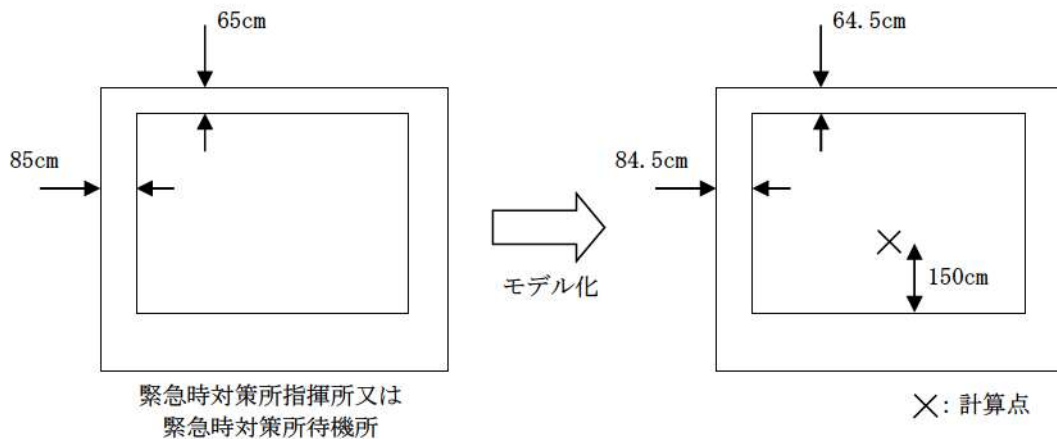 65cm
64.5cm
85cm
84.5cm
モデル化
150cm
緊急時対策所指揮所又は
緊急時対策所待機所
×: 計算点